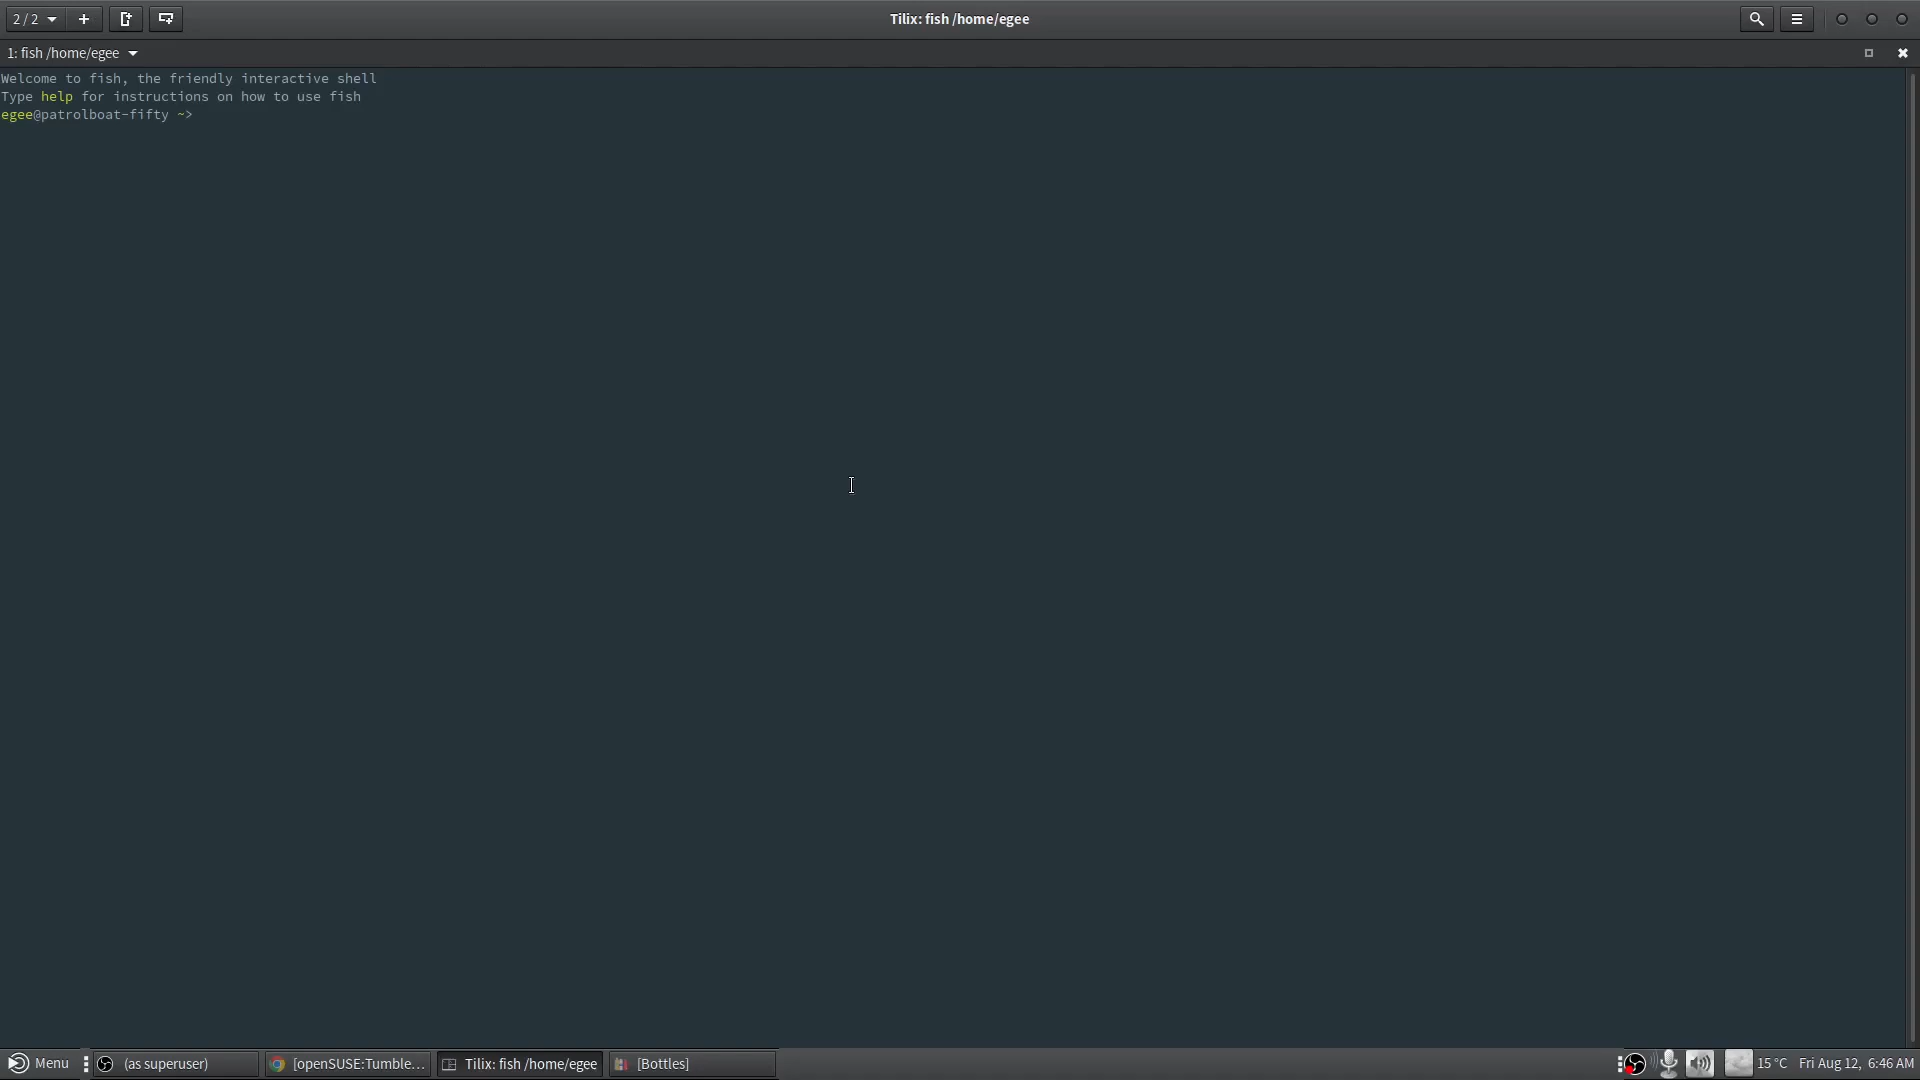 2 / 2
Tilix: fish /home/egee
1: fish /home/egee
Welcome to fish, the friendly interactive shell
Type help for instructions on how to use fish
egee@patrolboat-fifty ~>
Menu
(as superuser)
[openSUSE:Tumble...
Tilix: fish /home/egee
[Bottles]
15 °C
Fri Aug 12, 6:46 AM